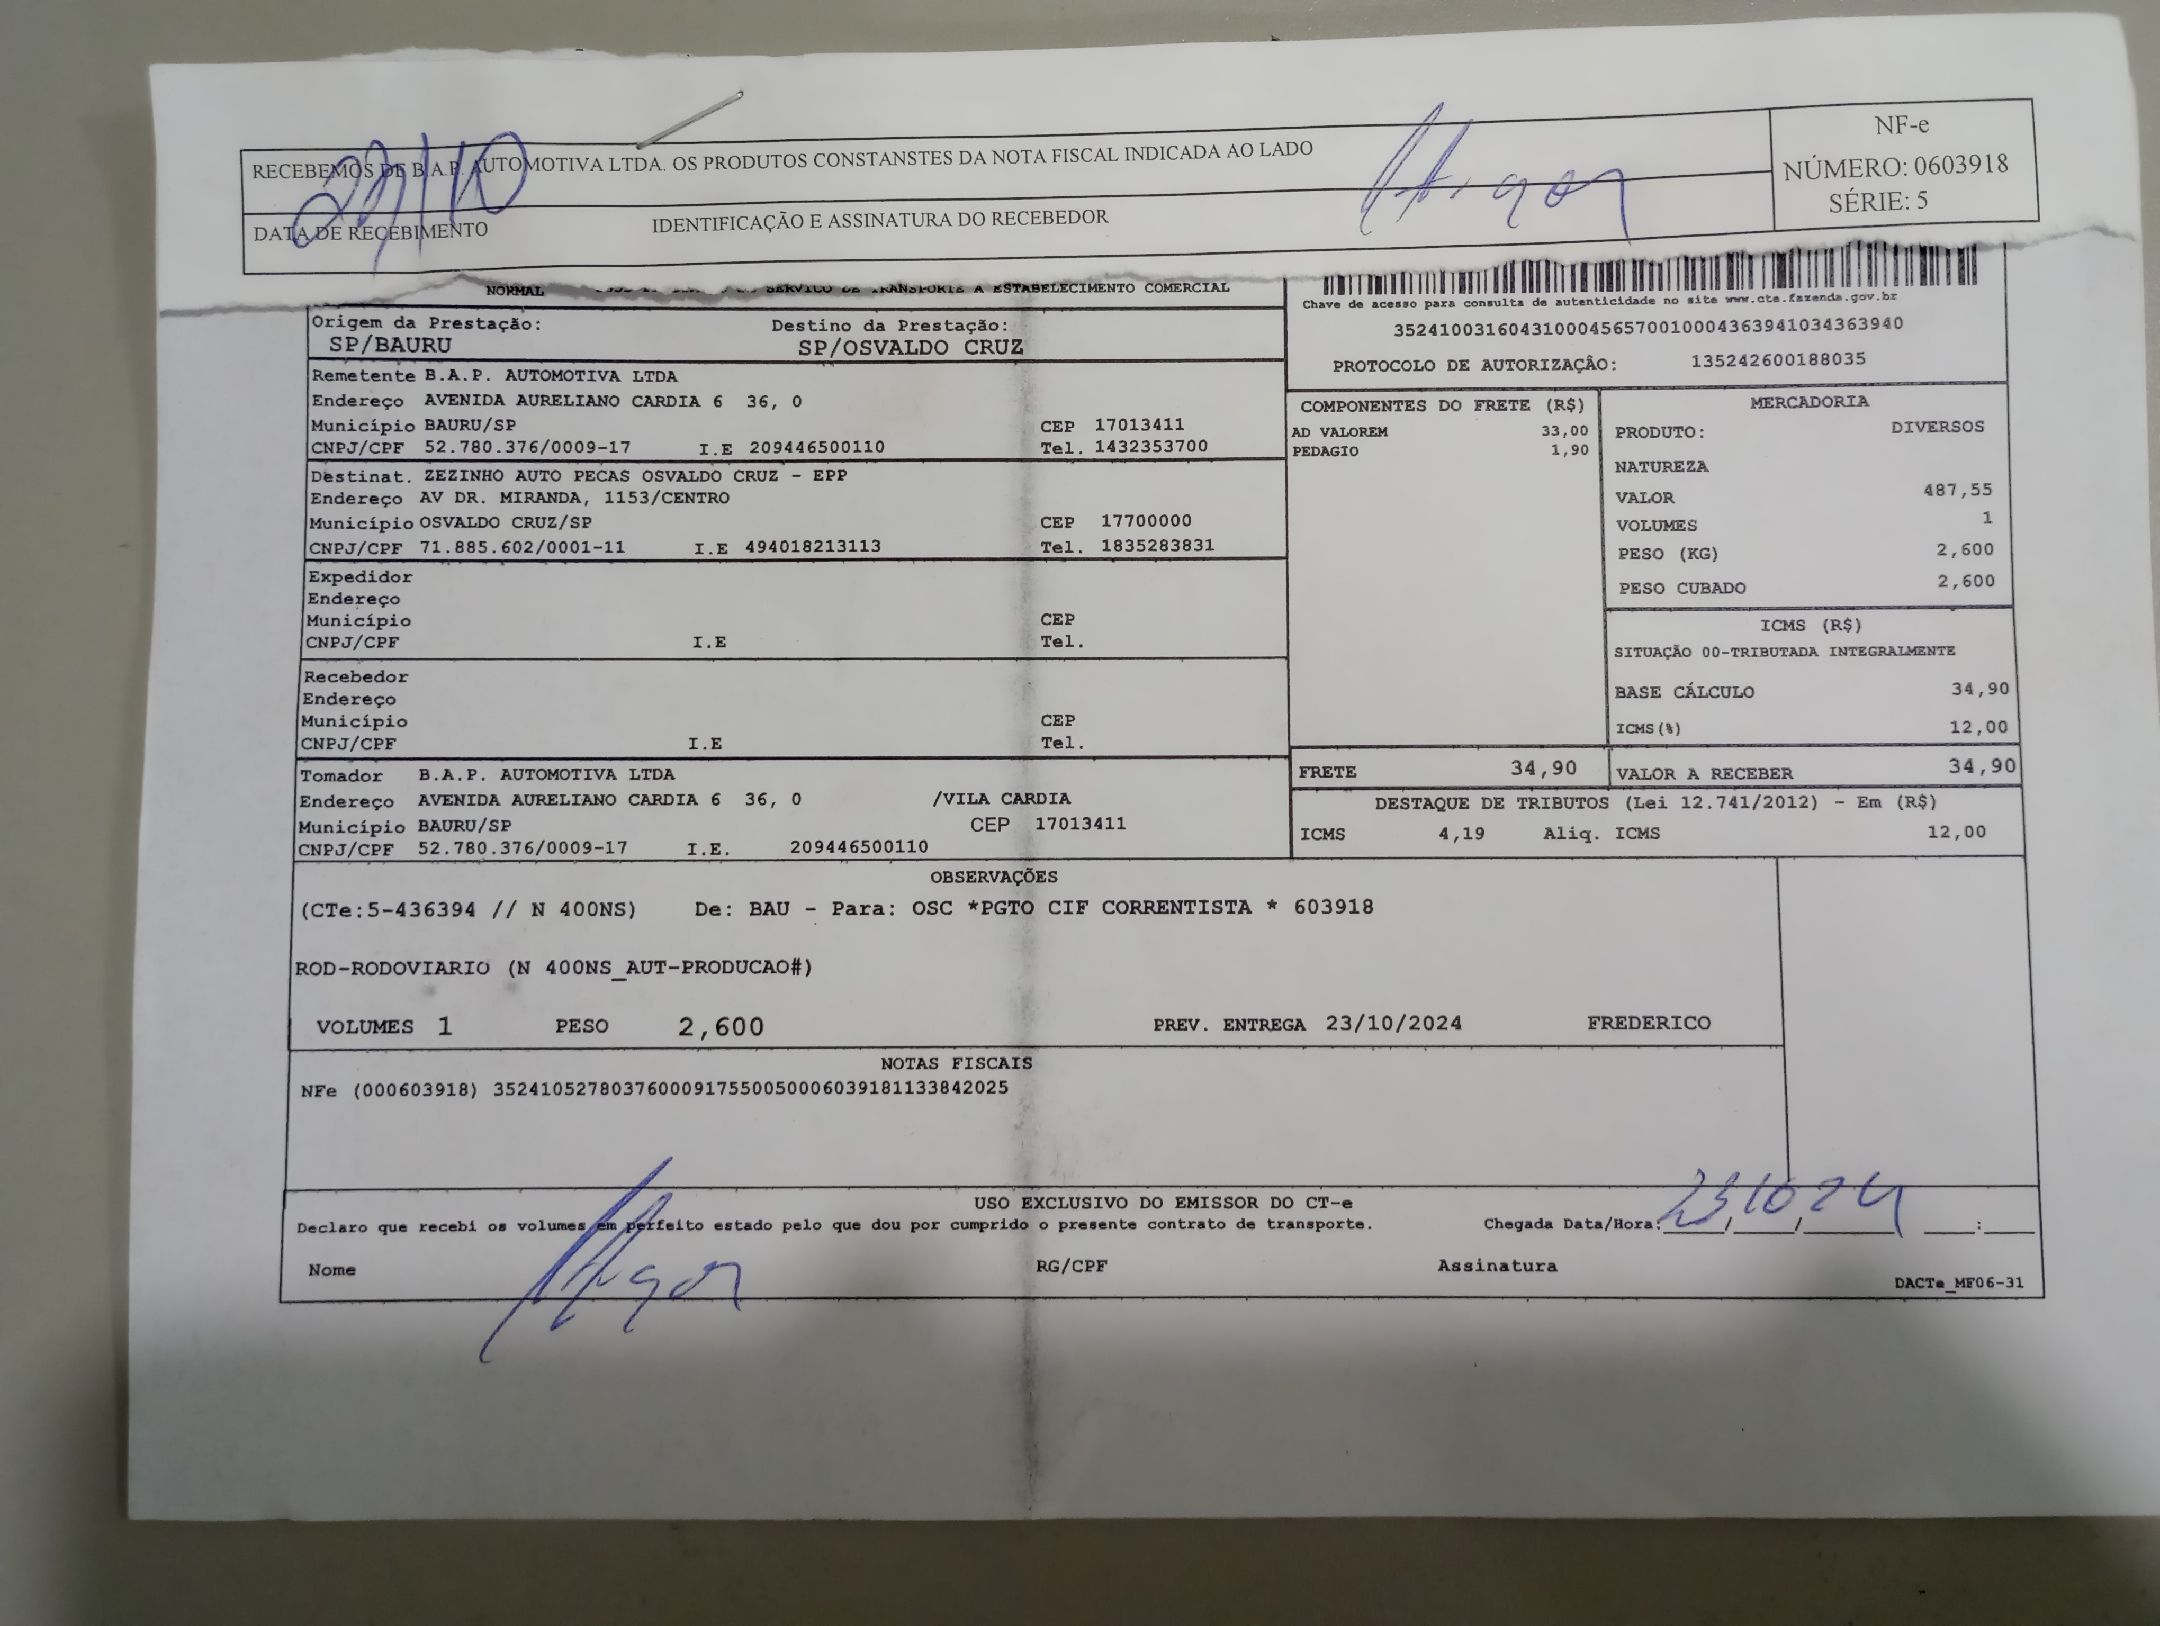 RECEBEMOS DE B.A.P. AUTOMOTIVA LTDA. OS PRODUTOS CONSTANSTES DA NOTA FISCAL INDICADA AO LADO
DATA DE RECEBIMENTO IDENTIFICAÇÃO E ASSINATURA DO RECEBEDOR
NF-e
NÚMERO: 0603918
SÉRIE: 5
NORMAL SERVICO DE TRANSPORTE A ESTABELECIMENTO COMERCIAL
Chave de acesso para consulta de autenticidade no site www.cte.fazenda.gov.br
35241003160431000456570010004363941034363940
PROTOCOLO DE AUTORIZAÇÃO: 135242600188035
Origem da Prestação: Destino da Prestação:
SP/BAURU SP/OSVALDO CRUZ
Remetente B.A.P. AUTOMOTIVA LTDA
Endereço AVENIDA AURELIANO CARDIA 6 36, 0
Município BAURU/SP CEP 17013411
CNPJ/CPF 52.780.376/0009-17 I.E 209446500110 Tel. 1432353700
Destinat. ZEZINHO AUTO PECAS OSVALDO CRUZ - EPP
Endereço AV DR. MIRANDA, 1153/CENTRO
Município OSVALDO CRUZ/SP CEP 17700000
CNPJ/CPF 71.885.602/0001-11 I.E 494018213113 Tel. 1835283831
Expedidor
Endereço
Município CEP
CNPJ/CPF I.E Tel.
Recebedor
Endereço
Município CEP
CNPJ/CPF I.E Tel.
Tomador B.A.P. AUTOMOTIVA LTDA
Endereço AVENIDA AURELIANO CARDIA 6 36, 0 /VILA CARDIA
Município BAURU/SP CEP 17013411
CNPJ/CPF 52.780.376/0009-17 I.E. 209446500110
COMPONENTES DO FRETE (R$)
AD VALOREM 33,00
PEDAGIO 1,90
MERCADORIA
PRODUTO: DIVERSOS
NATUREZA
VALOR 487,55
VOLUMES 1
PESO (KG) 2,600
PESO CUBADO 2,600
ICMS (R$)
SITUAÇÃO 00-TRIBUTADA INTEGRALMENTE
BASE CÁLCULO 34,90
ICMS(%) 12,00
FRETE 34,90 VALOR A RECEBER 34,90
DESTAQUE DE TRIBUTOS (Lei 12.741/2012) - Em (R$)
ICMS 4,19 Aliq. ICMS 12,00
OBSERVAÇÕES
(CTe:5-436394 // N 400NS) De: BAU - Para: OSC *PGTO CIF CORRENTISTA * 603918
ROD-RODOVIARIO (N 400NS_AUT-PRODUCAO#)
VOLUMES 1 PESO 2,600 PREV. ENTREGA 23/10/2024 FREDERICO
NOTAS FISCAIS
NFe (000603918) 35241052780376000917550050006039181133842025
USO EXCLUSIVO DO EMISSOR DO CT-e
Declaro que recebi os volumes em perfeito estado pelo que dou por cumprido o presente contrato de transporte. Chegada Data/Hora: 23/10/24 :
Nome RG/CPF Assinatura
DACTe_MF06-31